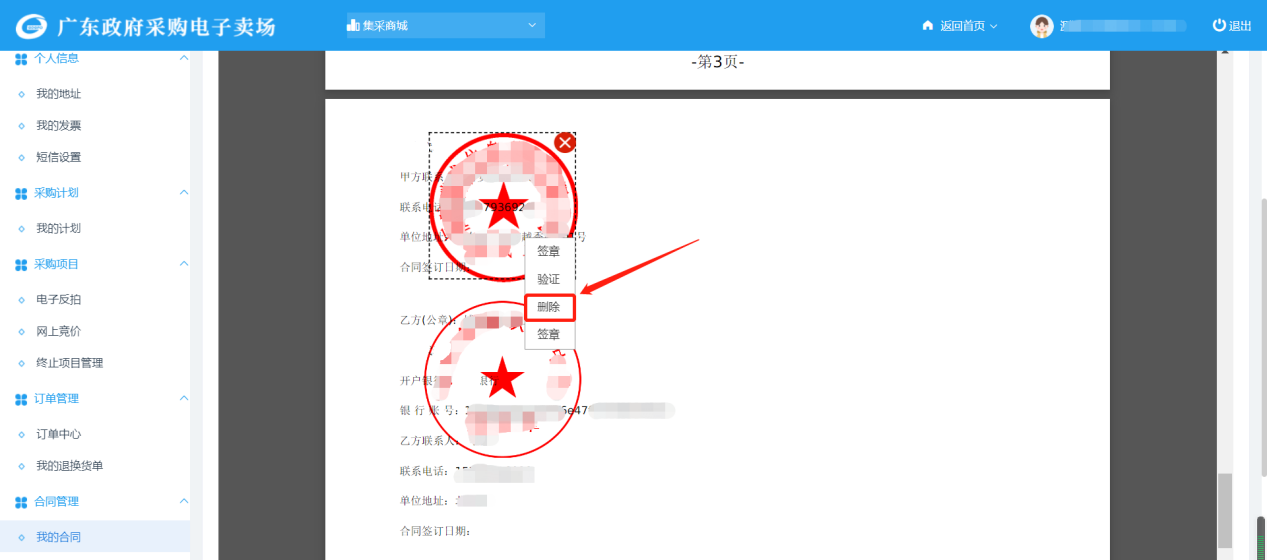 广东政府采购电子卖场
集采商城
返回首页
退出
个人信息
我的地址
我的发票
短信设置
采购计划
我的计划
采购项目
电子反拍
网上竞价
终止项目管理
订单管理
订单中心
我的退换货单
合同管理
我的合同
-第3页-
甲方联系
联系电话 793692
单位地址: 号
合同签订日期:
签章
验证
删除
签章
乙方(公章):
开户银行
银 行 账 号: 6e47
乙方联系人:
联系电话: 15
单位地址:
合同签订日期: